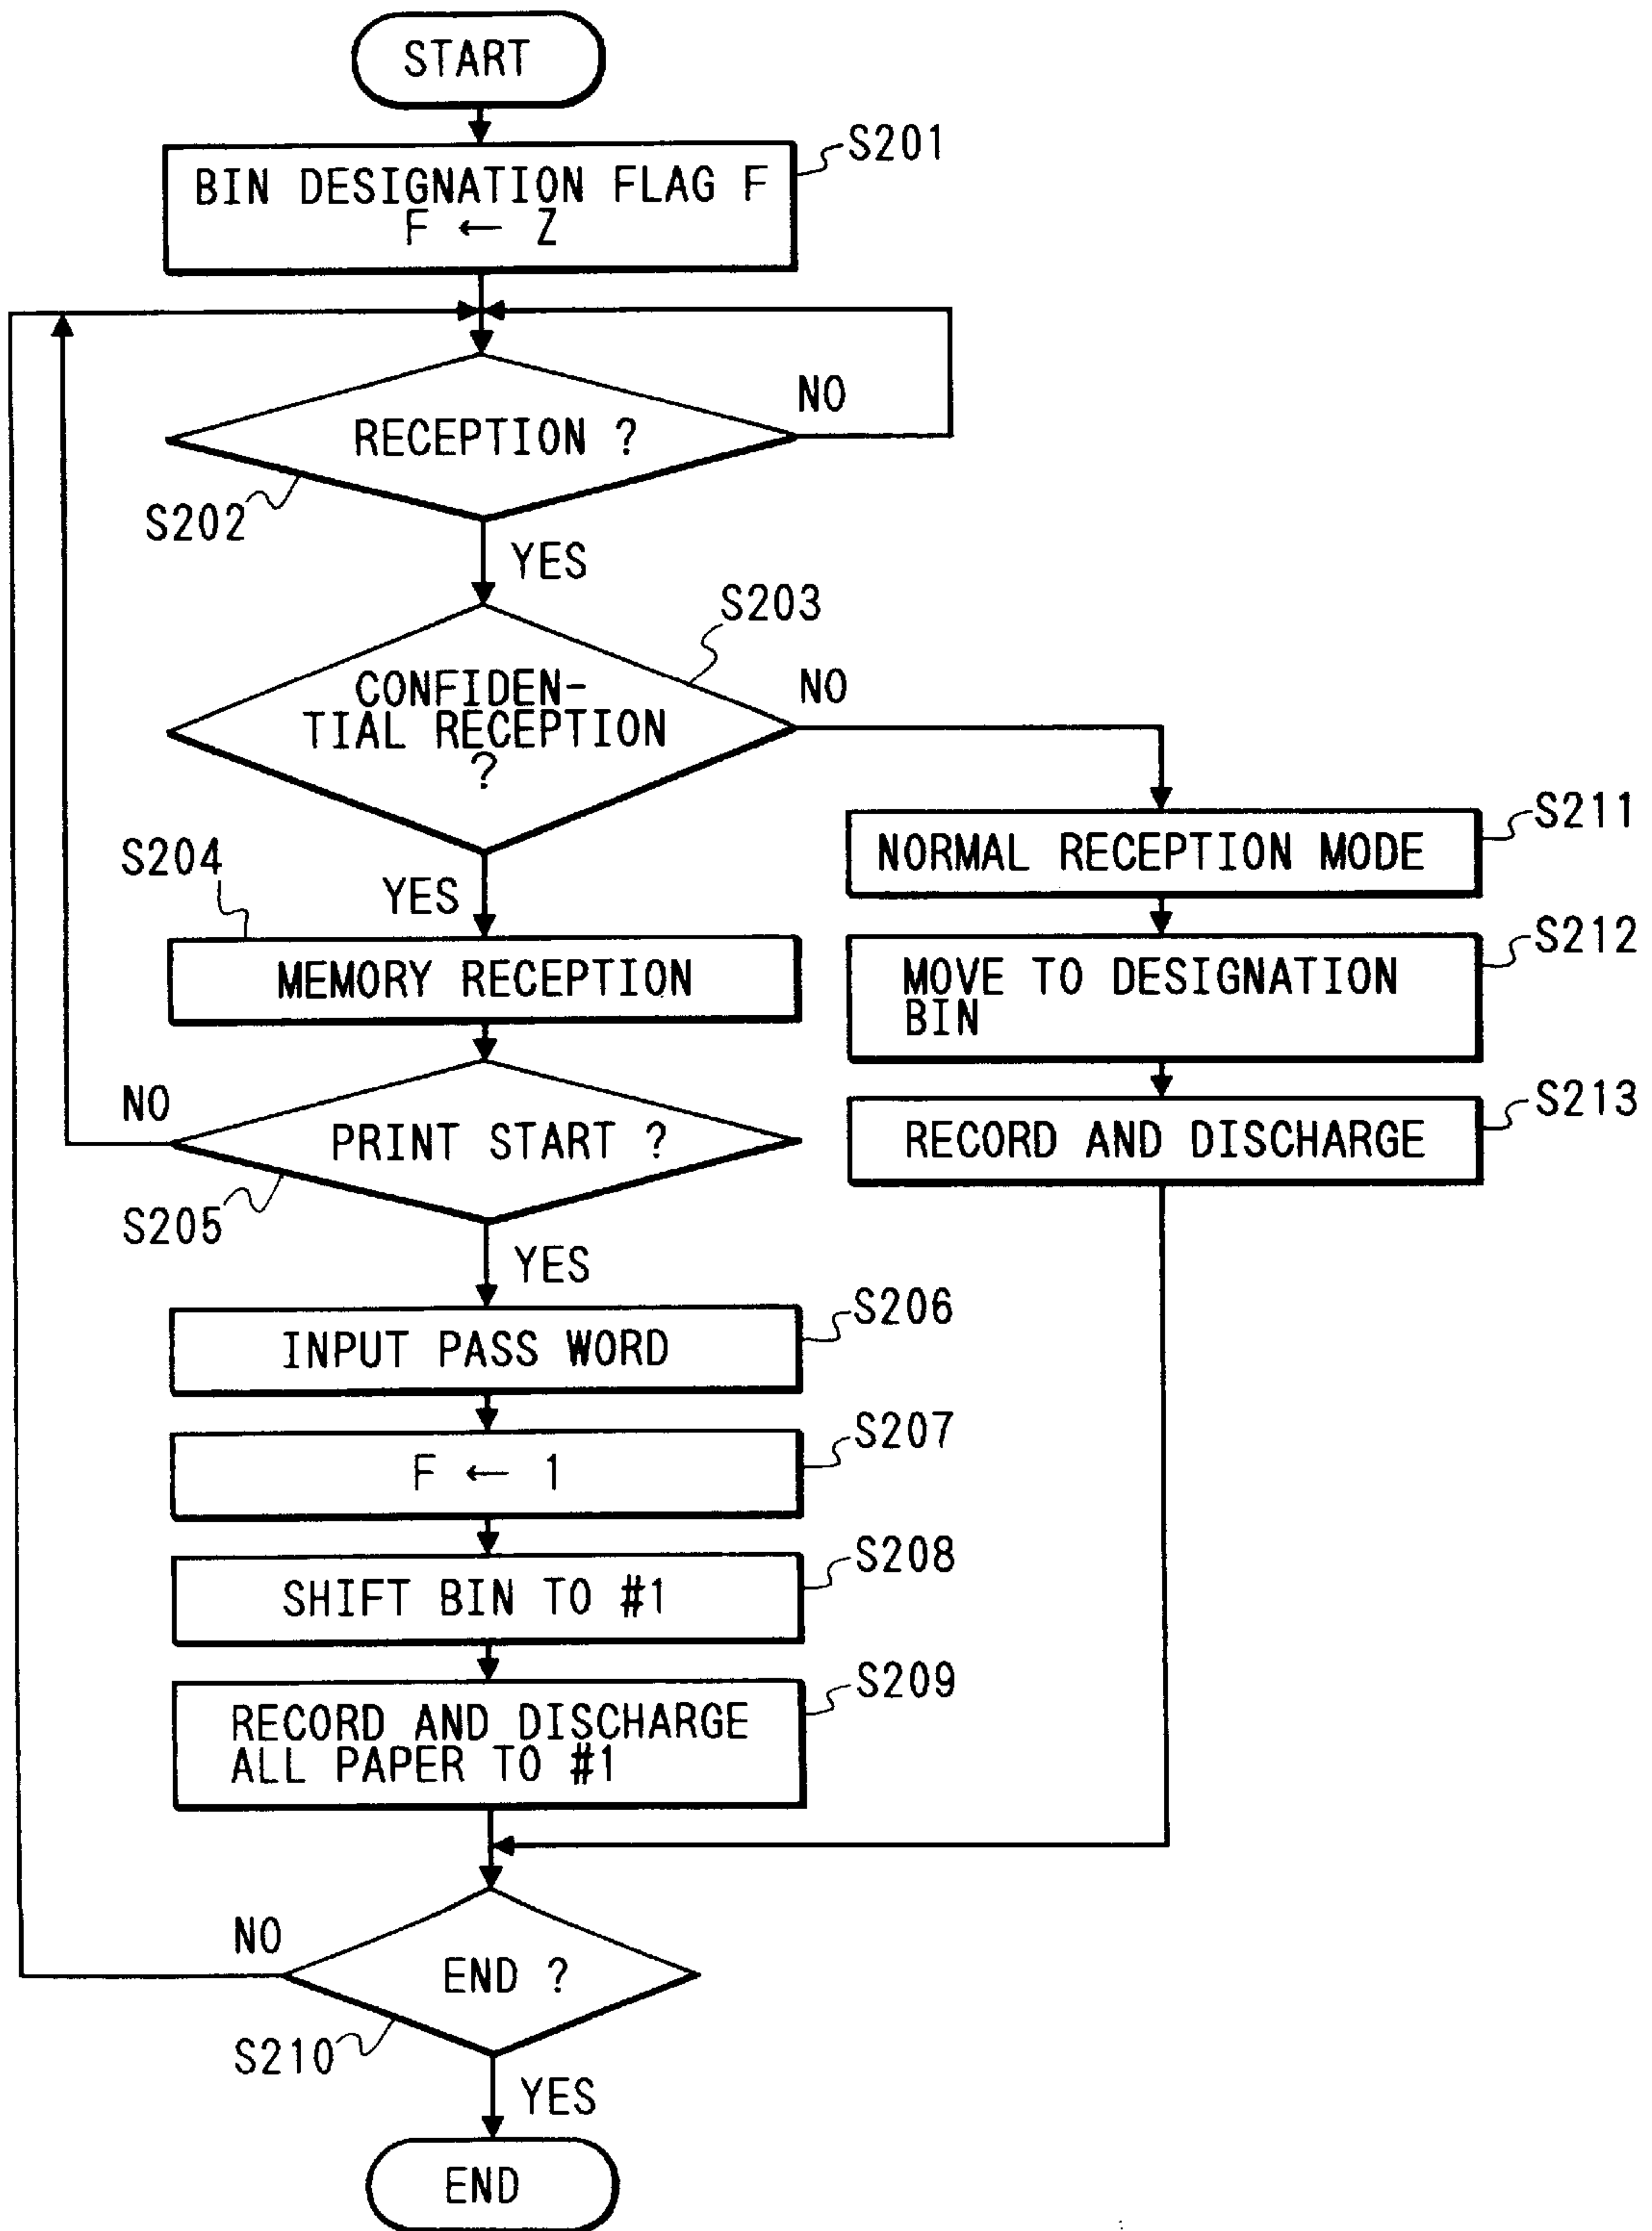 START
S201
BIN DESIGNATION FLAG F
F ← Z
RECEPTION ?
NO
S202
YES
S203
CONFIDEN-
TIAL RECEPTION
?
NO
S204
YES
MEMORY RECEPTION
S211
NORMAL RECEPTION MODE
S212
MOVE TO DESIGNATION
BIN
S213
RECORD AND DISCHARGE
NO
PRINT START ?
S205
YES
S206
INPUT PASS WORD
S207
F ← 1
S208
SHIFT BIN TO #1
S209
RECORD AND DISCHARGE
ALL PAPER TO #1
NO
END ?
S210
YES
END